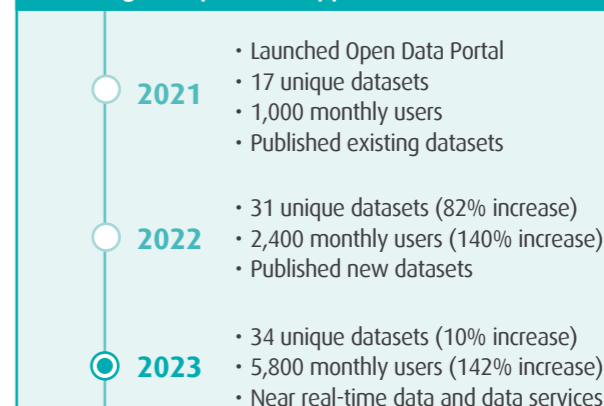 • Launched Open Data Portal
2021
• 17 unique datasets
• 1,000 monthly users
• Published existing datasets
• 31 unique datasets (82% increase)
2022
• 2,400 monthly users (140% increase)
• Published new datasets
• 34 unique datasets (10% increase)
2023
• 5,800 monthly users (142% increase)
• Near real-time data and data services